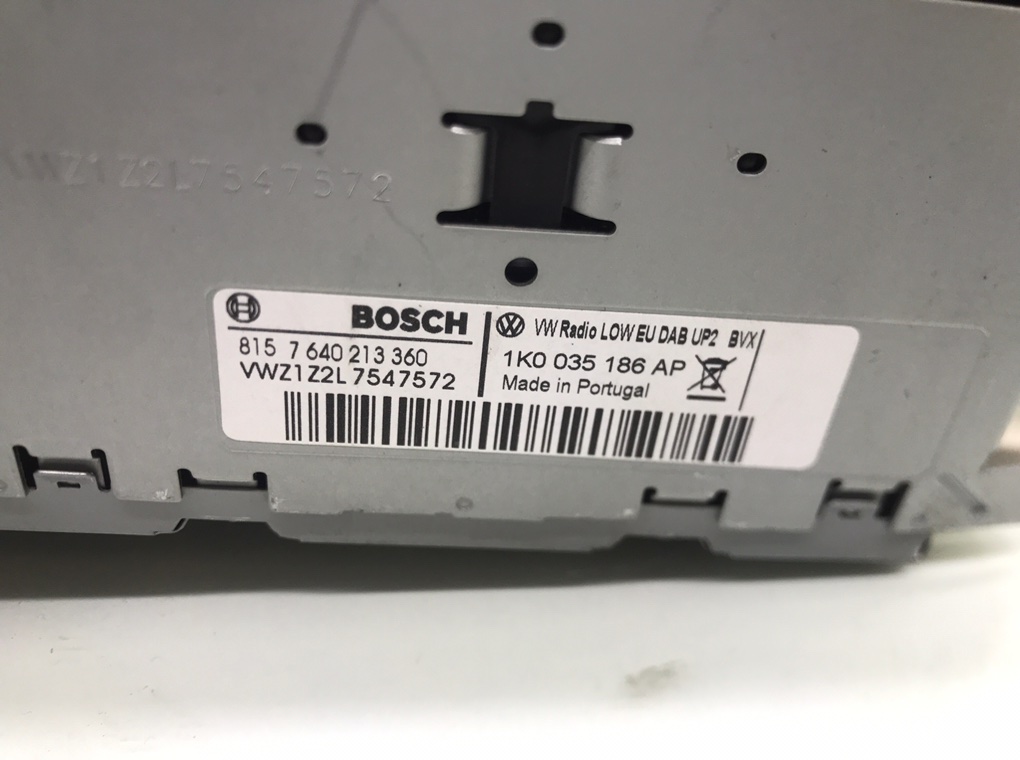 VWZ1Z2L7547572
BOSCH
815 7 640 213 360
VWZ1Z2L7547572
VW Radio LOW EU DAB UP2 BVX
1K0 035 186 AP
Made in Portugal